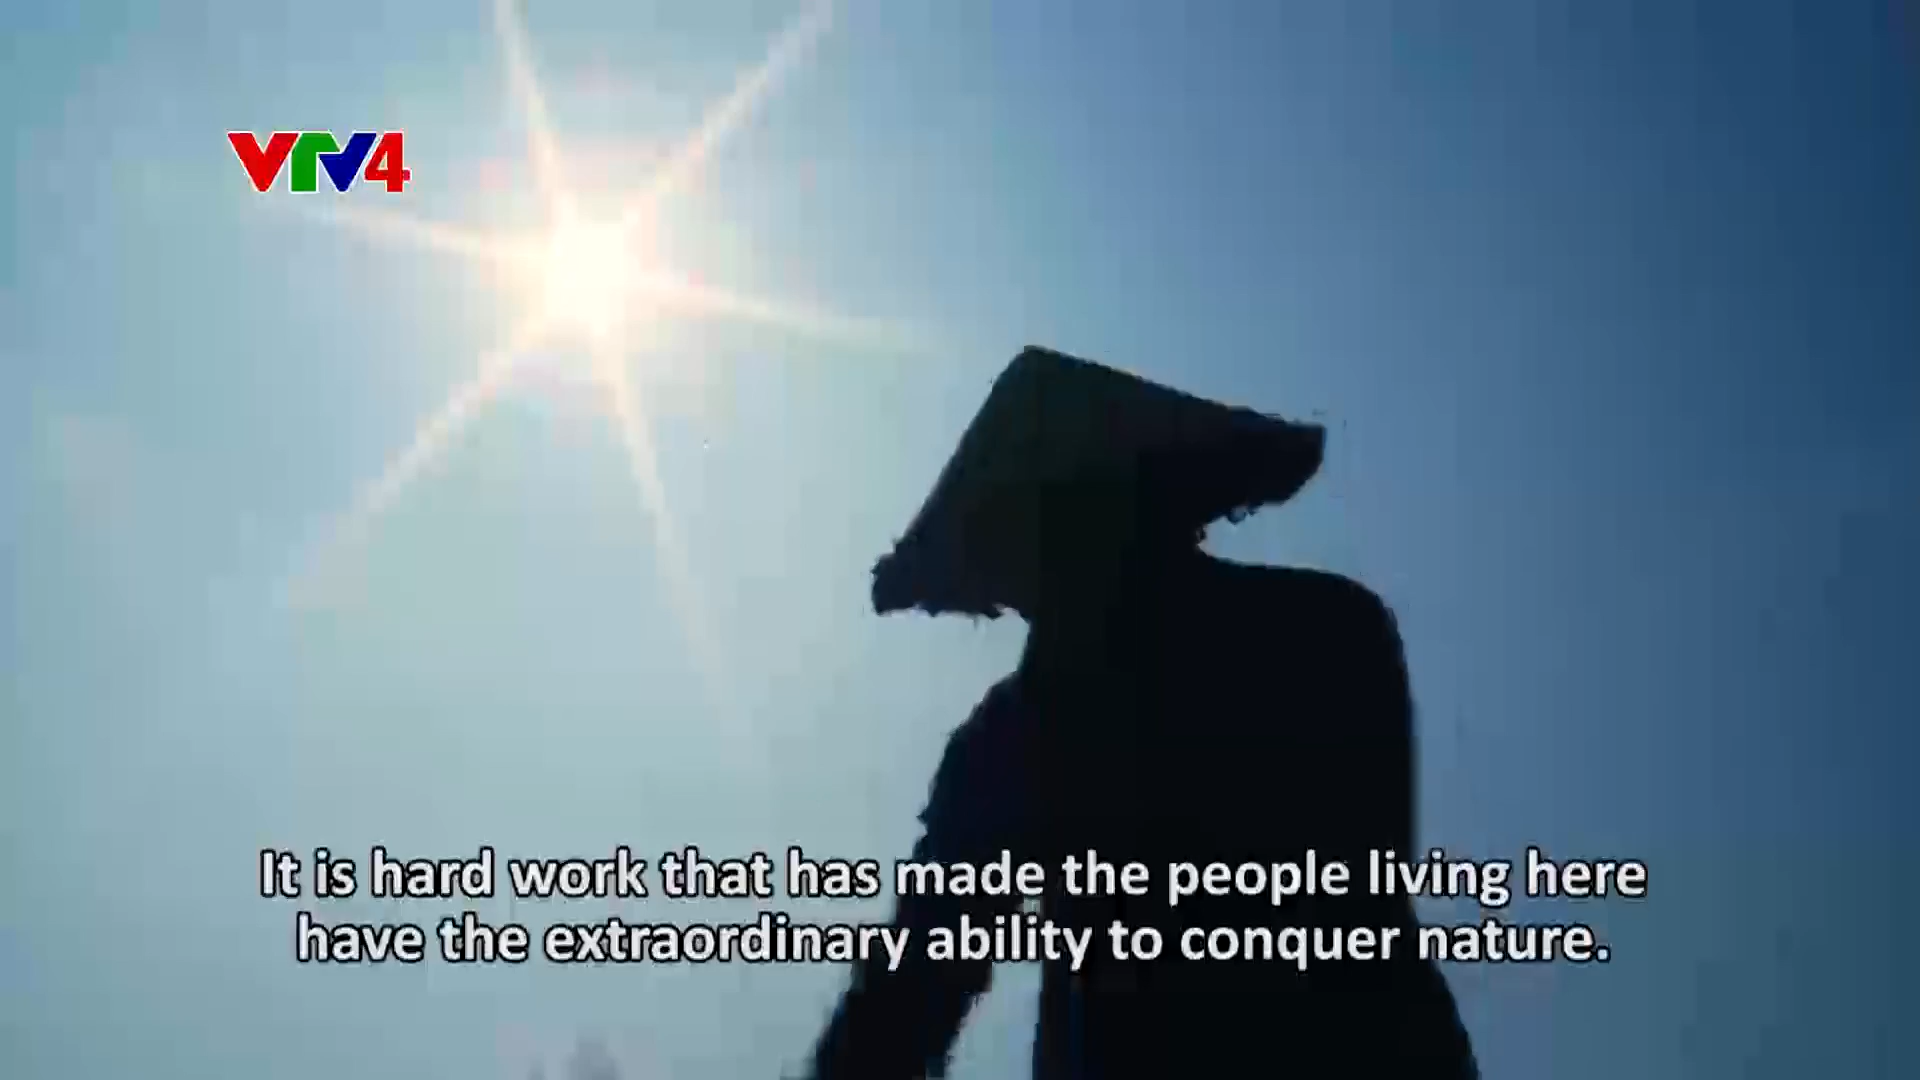 VTV4
It is hard work that has made the people living here
have the extraordinary ability to conquer nature.